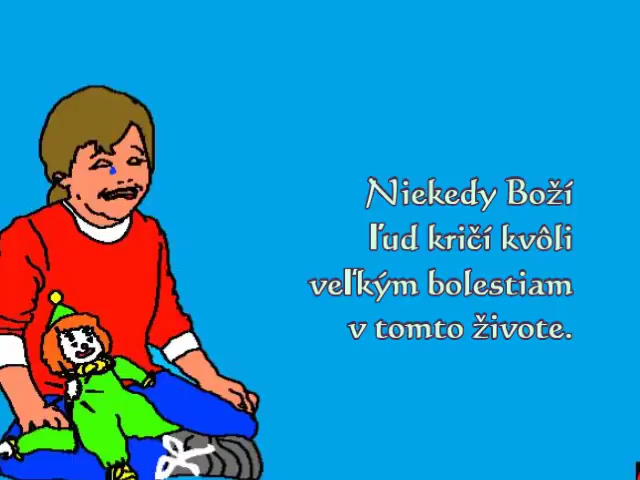 Niekedy Boží
ľud kričí kvôli
veľkým bolestiam
v tomto živote.